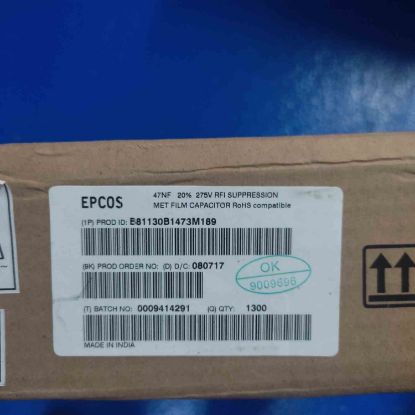 EPCOS
47NF 20% 275V RFI SUPPRESSION
MET FILM CAPACITOR RoHS compatible
(1P) PROD ID: B81130B1473M189
(9K) PROD ORDER NO: (D) D/C: 080717
OK
9009696
(T) BATCH NO: 0009414291 (Q) QTY: 1300
MADE IN INDIA